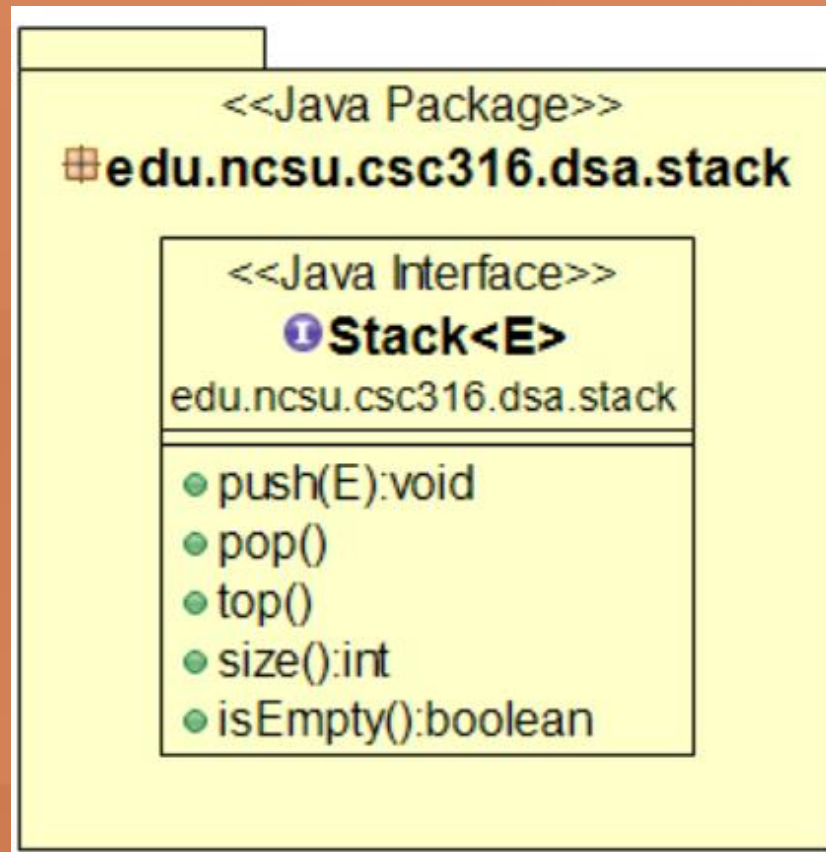 <<Java Package>>
edu.ncsu.csc316.dsa.stack
<<Java Interface>>
Stack<E>
edu.ncsu.csc316.dsa.stack
push(E):void
pop()
top()
size():int
isEmpty():boolean